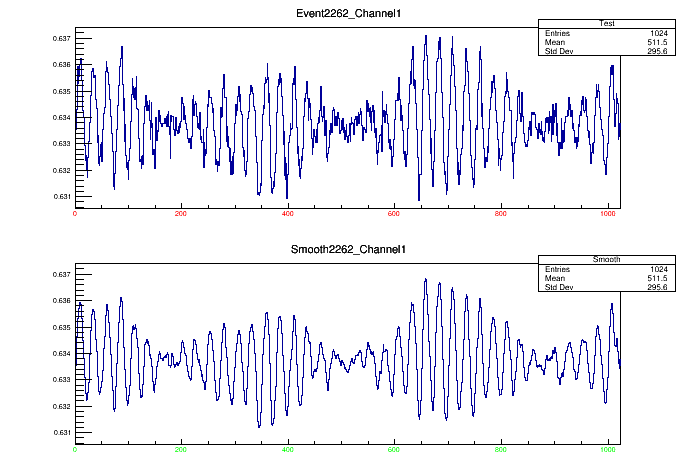 Event2262_Channel1
Test
Entries 1024
Mean 511.5
Std Dev 295.6
0.637
0.636
0.635
0.634
0.633
0.632
0.631
0 200 400 600 800 1000
Smooth2262_Channel1
Smooth
Entries 1024
Mean 511.5
Std Dev 295.6
0.637
0.636
0.635
0.634
0.633
0.632
0.631
0 200 400 600 800 1000